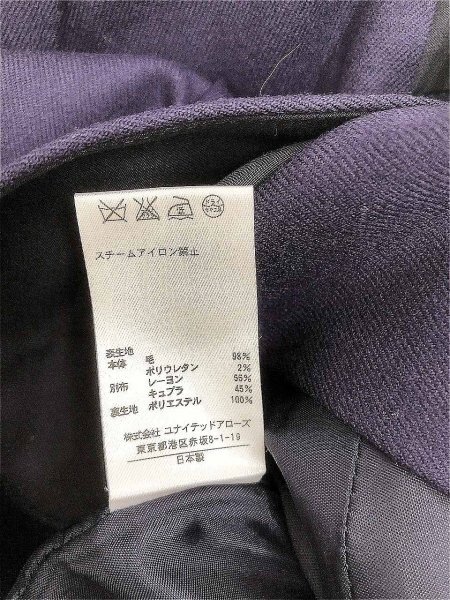 スチームアイロン禁止
表生地
本体 毛 98%
ポリウレタン 2%
別布 レーヨン 55%
キュプラ 45%
裏生地 ポリエステル 100%
株式会社 ユナイテッドアローズ
東京都港区赤坂8-1-19
日本製